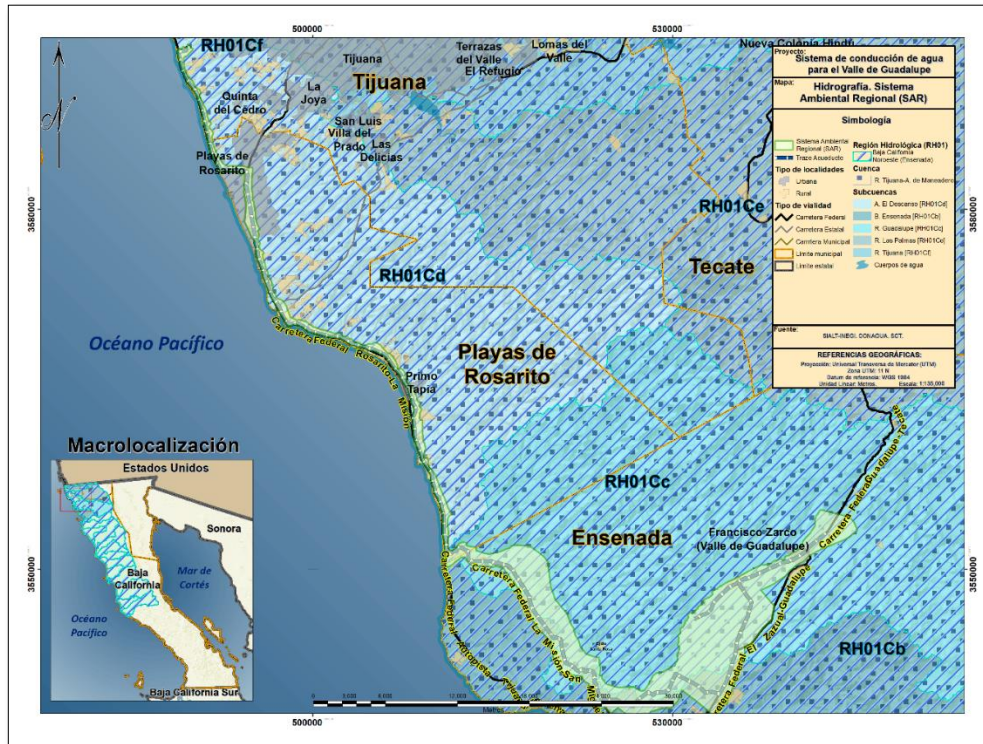 500000
530000
RH01Cf
Tijuana
Terrazas
del Valle
El Refugio
Lomas del
Valle
Nueva Colonia Hindú
Tijuana
La
Joya
Quinta
del Cedro
San Luis
Villa del
Prado
Las
Delicias
Playas de
Rosarito
3580000
3580000
RH01Ce
Tecate
RH01Cd
Océano Pacífico
Playas de
Rosarito
Carretera Federal Rosarito-La Misión
Primo
Tapia
RH01Cc
Ensenada
Francisco Zarco
(Valle de Guadalupe)
Carretera Federal Guadalupe-Tecate
3550000
3550000
Carretera Federal La Misión-San
Carretera Federal
Carretera Federal El Zazual-Guadalupe
RH01Cb
Metros
500000
530000
Proyecto:
Sistema de conducción de agua
para el Valle de Guadalupe
Mapa:
Hidrografía. Sistema
Ambiental Regional (SAR)
Simbología
Sistema Ambiental
Regional (SAR)
Trazo Acueducto
Tipo de localidades
Urbana
Rural
Tipo de vialidad
Carretera Federal
Carretera Estatal
Carretera Municipal
Límite municipal
Límite estatal
Región Hidrológica (RH01)
Baja California
Noroeste (Ensenada)
Cuenca
R. Tijuana-A. de Maneadero
Subcuencas
A. El Descanso [RH01Cd]
B. Ensenada [RH01Cb]
R. Guadalupe [RH01Cc]
R. Las Palmas [RH01Ce]
R. Tijuana [RH01Cf]
Cuerpos de agua
Fuente:
SIALT-INEGI. CONAGUA. SCT.
REFERENCIAS GEOGRÁFICAS:
Proyección: Universal Transversa de Mercator (UTM)
Zona UTM: 11 N
Datum de referencia: WGS 1984
Unidad Linear: Metros. Escala: 1:135,000
Macrolocalización
Estados Unidos
Sonora
Baja
California
Mar de
Cortés
Océano
Pacífico
Baja California Sur